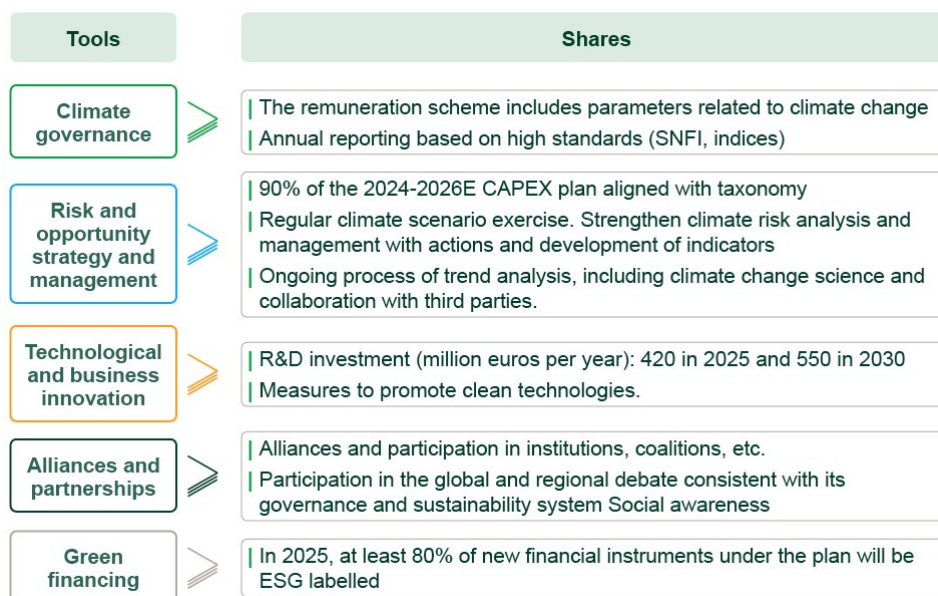 Tools
Shares
Climate
governance
The remuneration scheme includes parameters related to climate change
Annual reporting based on high standards (SNFI, indices)
Risk and
opportunity
strategy and
management
90% of the 2024-2026E CAPEX plan aligned with taxonomy
Regular climate scenario exercise. Strengthen climate risk analysis and
management with actions and development of indicators
Ongoing process of trend analysis, including climate change science and
collaboration with third parties.
Technological
and business
innovation
R&D investment (million euros per year): 420 in 2025 and 550 in 2030
Measures to promote clean technologies.
Alliances and
partnerships
Alliances and participation in institutions, coalitions, etc.
Participation in the global and regional debate consistent with its
governance and sustainability system Social awareness
Green
financing
In 2025, at least 80% of new financial instruments under the plan will be
ESG labelled